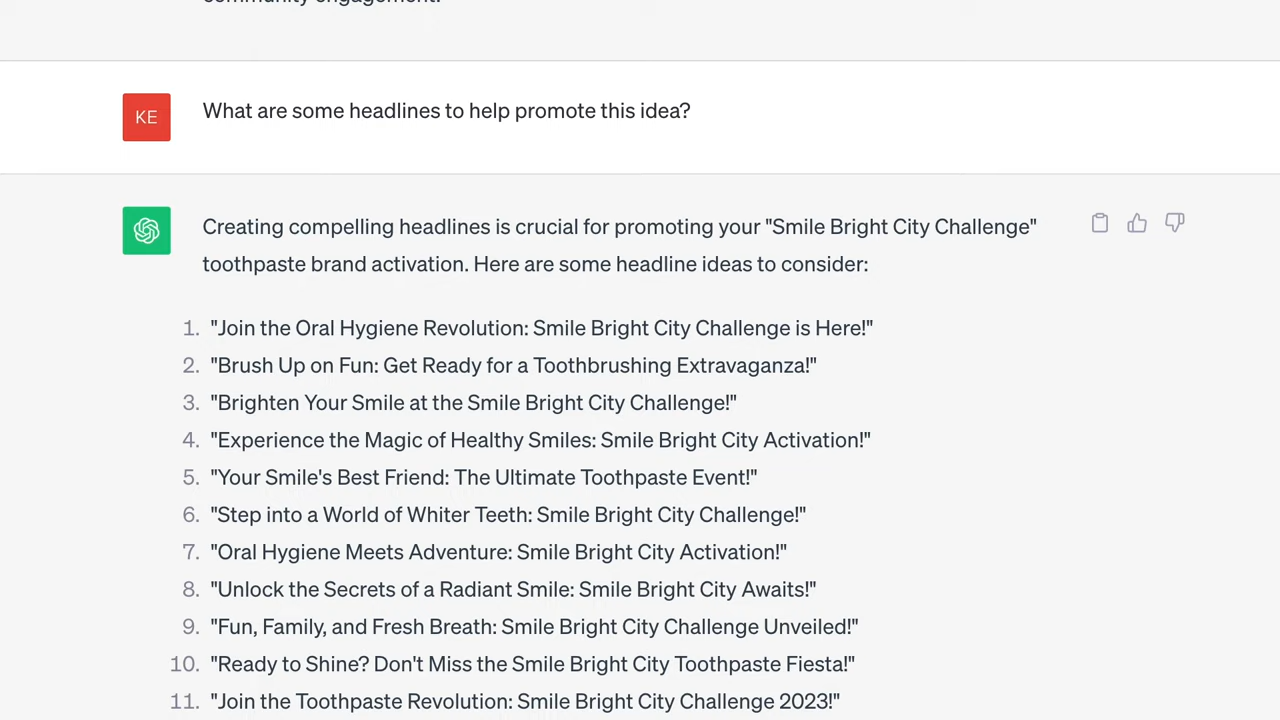 community engagement.
KE
What are some headlines to help promote this idea?
Creating compelling headlines is crucial for promoting your "Smile Bright City Challenge"
toothpaste brand activation. Here are some headline ideas to consider:
1. "Join the Oral Hygiene Revolution: Smile Bright City Challenge is Here!"
2. "Brush Up on Fun: Get Ready for a Toothbrushing Extravaganza!"
3. "Brighten Your Smile at the Smile Bright City Challenge!"
4. "Experience the Magic of Healthy Smiles: Smile Bright City Activation!"
5. "Your Smile's Best Friend: The Ultimate Toothpaste Event!"
6. "Step into a World of Whiter Teeth: Smile Bright City Challenge!"
7. "Oral Hygiene Meets Adventure: Smile Bright City Activation!"
8. "Unlock the Secrets of a Radiant Smile: Smile Bright City Awaits!"
9. "Fun, Family, and Fresh Breath: Smile Bright City Challenge Unveiled!"
10. "Ready to Shine? Don't Miss the Smile Bright City Toothpaste Fiesta!"
11. "Join the Toothpaste Revolution: Smile Bright City Challenge 2023!"